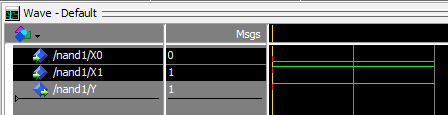 Wave - Default
Msgs
/nand1/X0 0
/nand1/X1 1
/nand1/Y 1